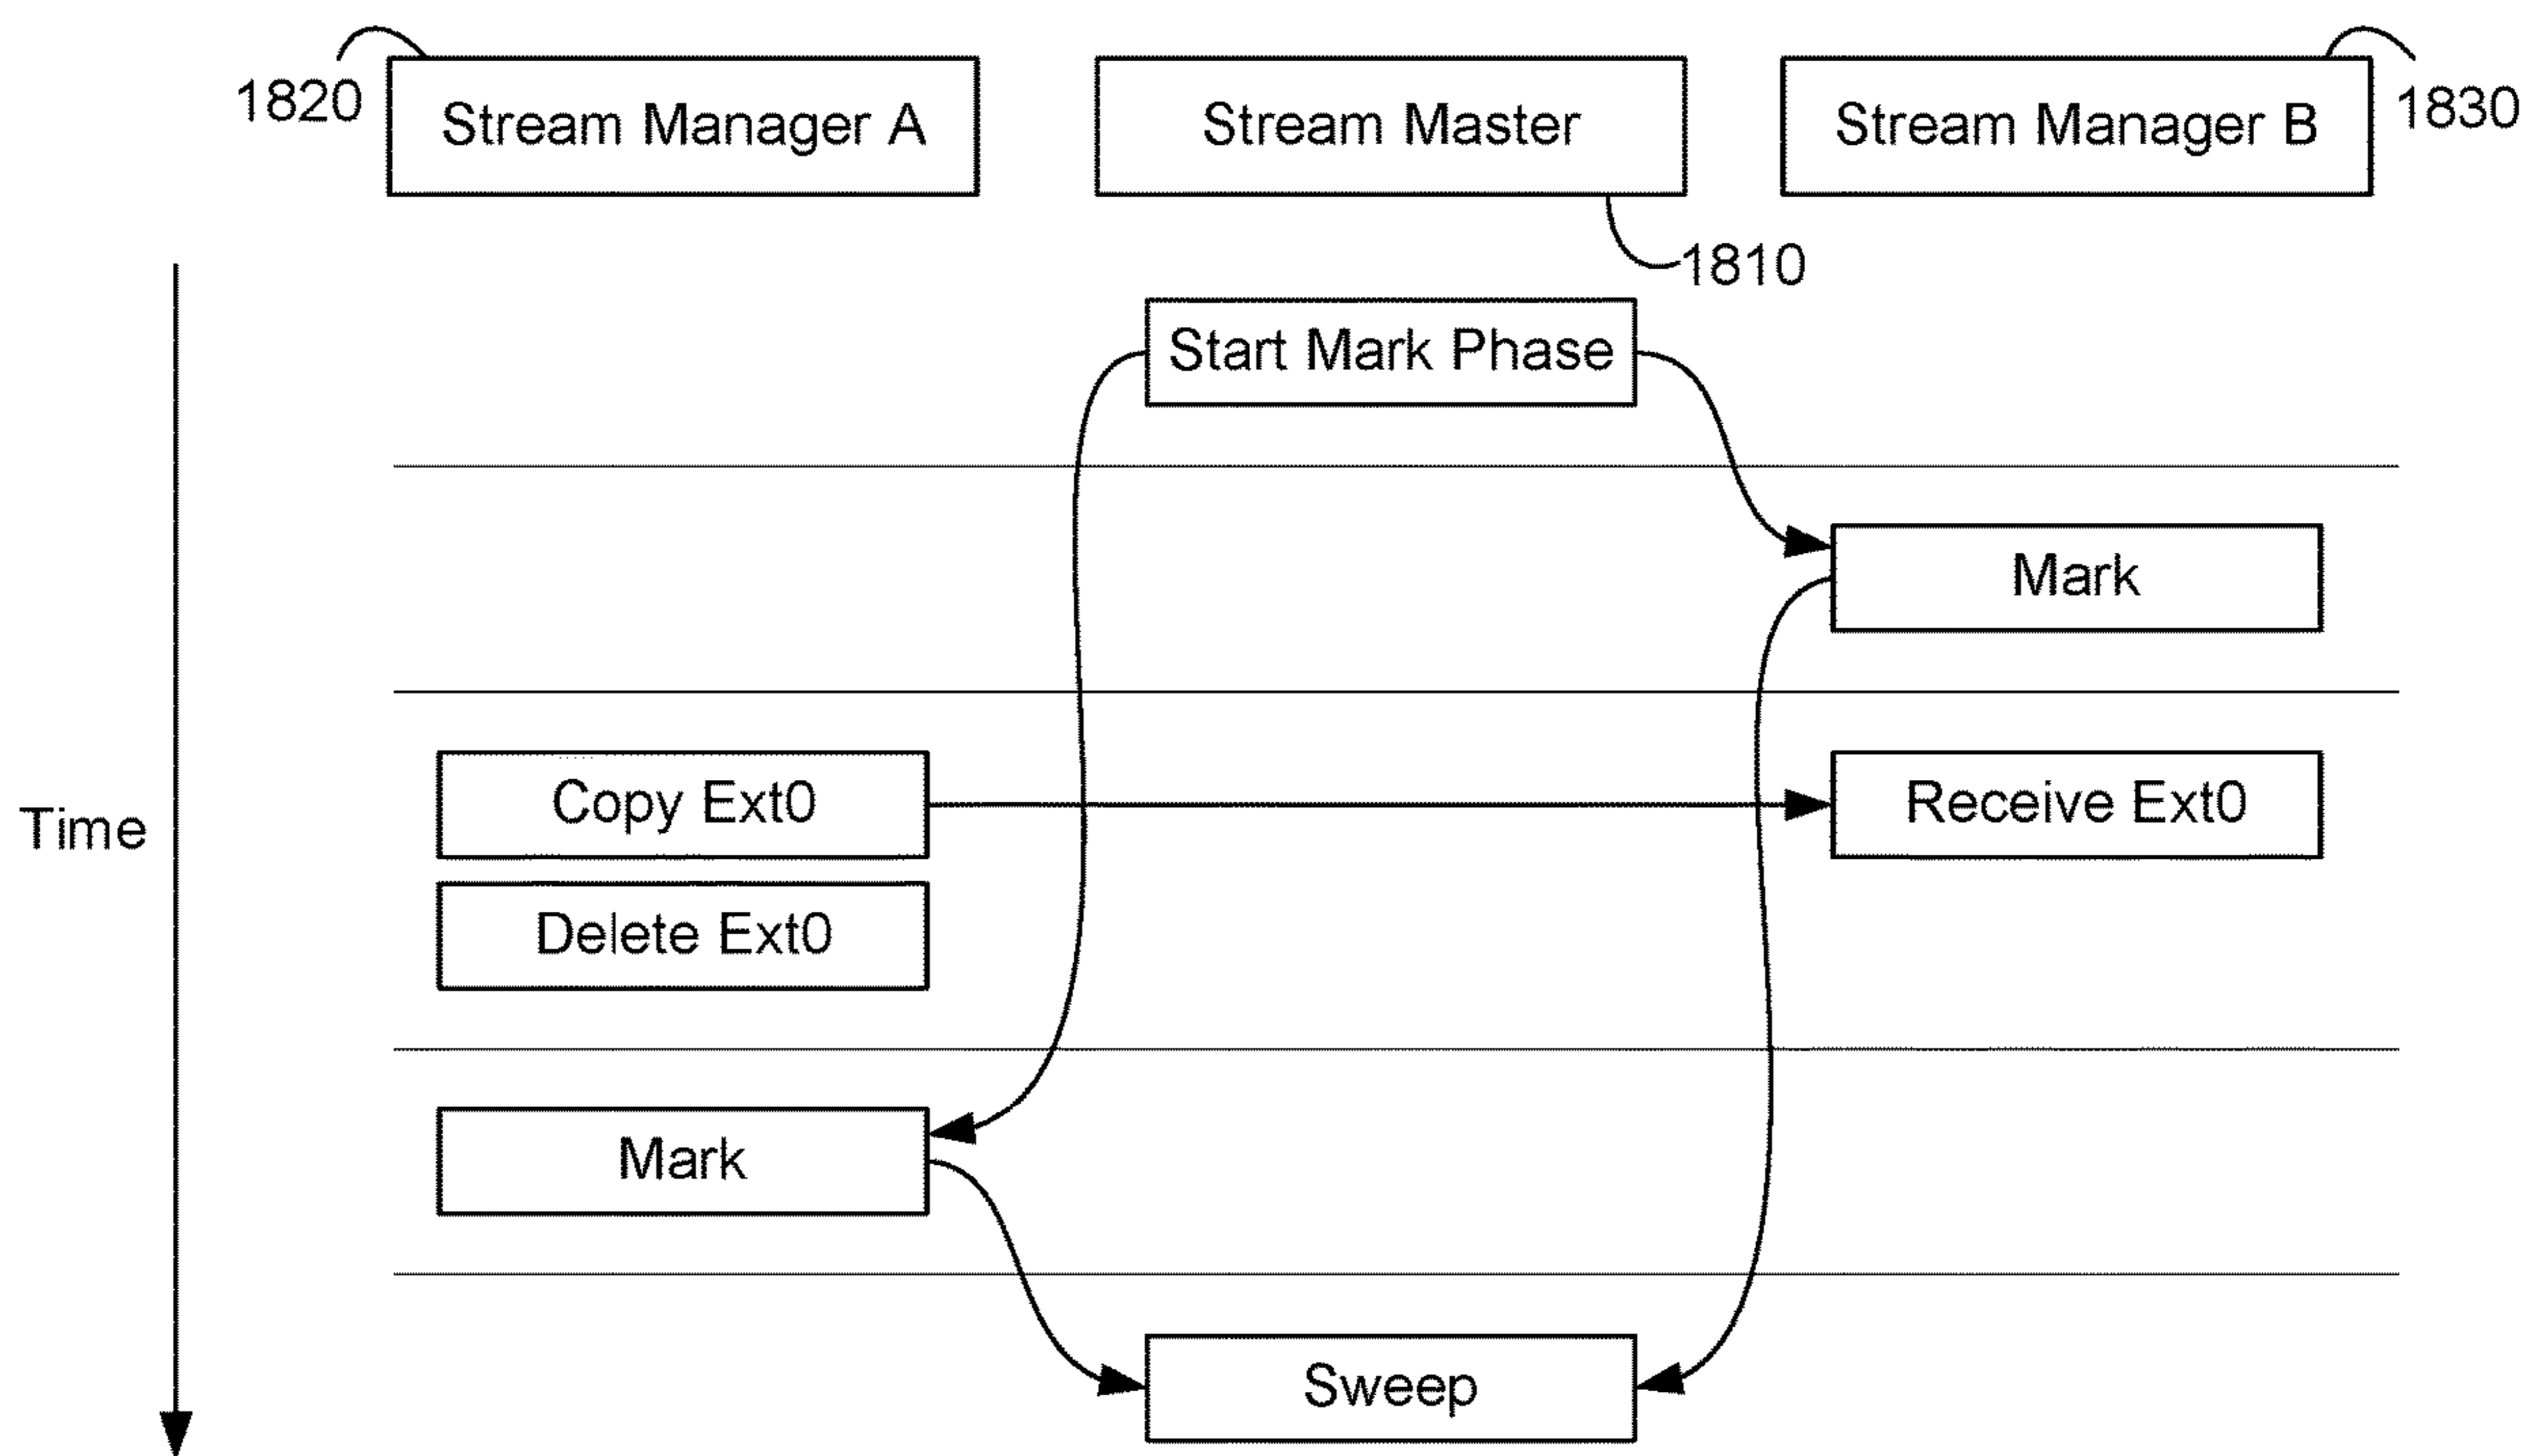 1820
Stream Manager A
Stream Master
Stream Manager B
1830
1810
Start Mark Phase
Mark
Time
Copy Ext0
Receive Ext0
Delete Ext0
Mark
Sweep